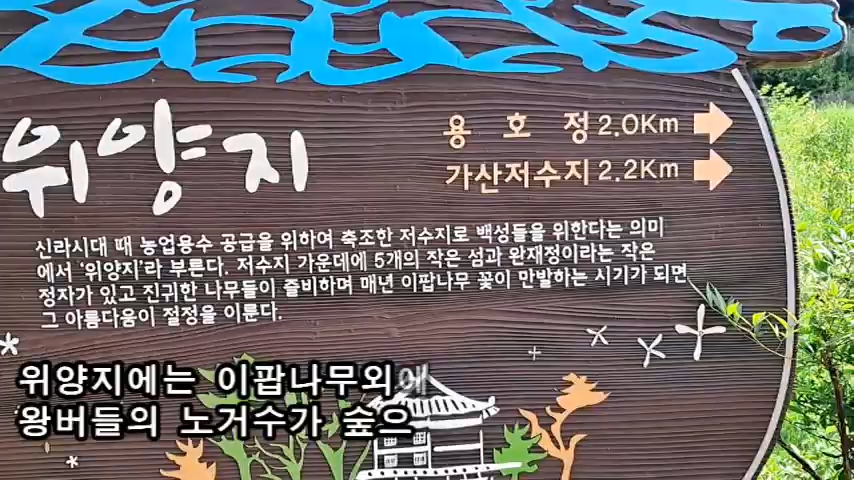 위양지
용 호 정 2.0Km
가산저수지 2.2Km
신라시대 때 농업용수 공급을 위하여 축조한 저수지로 백성들을 위한다는 의미
에서 '위양지'라 부른다. 저수지 가운데에 5개의 작은 섬과 완재정이라는 작은
정자가 있고 진귀한 나무들이 즐비하며 매년 이팝나무 꽃이 만발하는 시기가 되면
그 아름다움이 절정을 이룬다.
위양지에는 이팝나무외에
왕버들의 노거수가 숲으